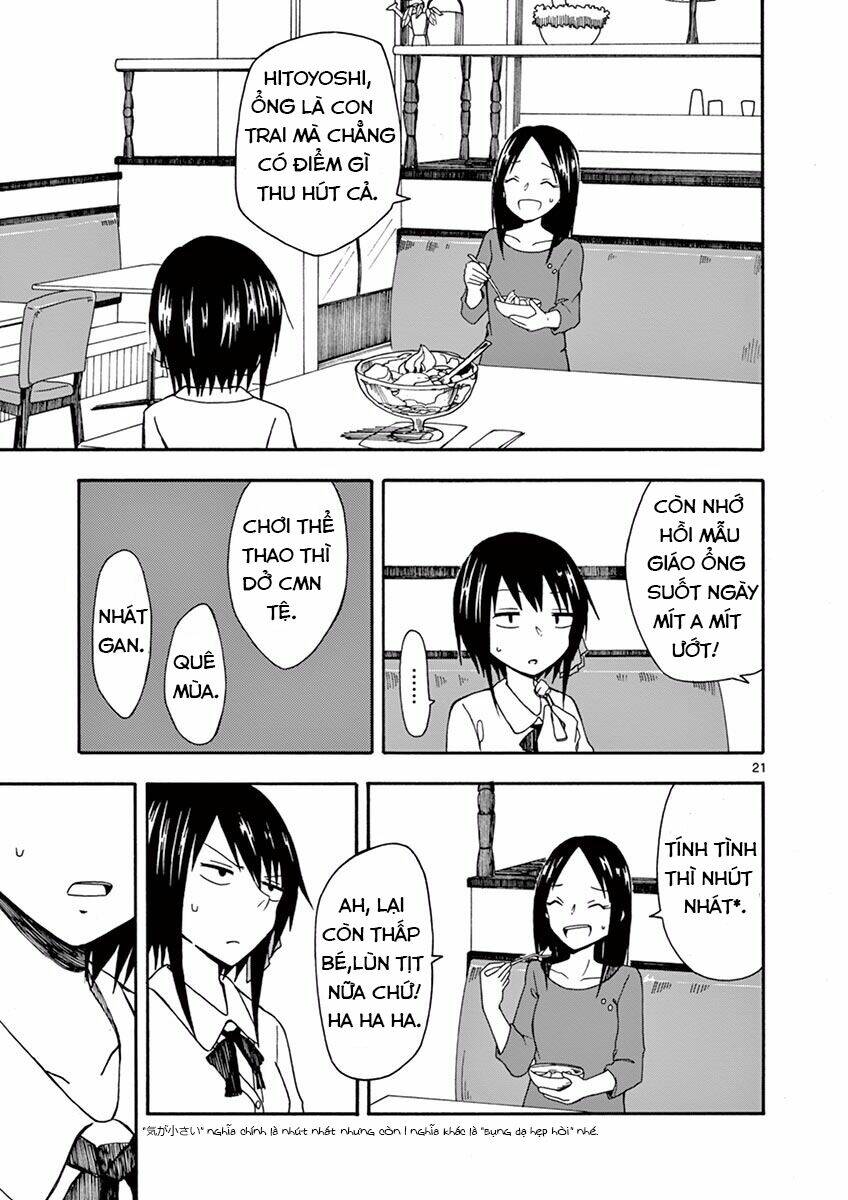 HITOYOSHI,
ỔNG LÀ CON
TRAI MÀ CHẲNG
CÓ ĐIỂM GÌ
THU HÚT CẢ.
CÒN NHỚ
HỒI MẪU
GIÁO ỔNG
SUỐT NGÀY
MÍT A MÍT
ƯỚT!
.......
CHƠI THỂ
THAO THÌ
DỞ CMN
TỆ.
QUÊ
MÙA.
NHÁT
GAN.
21
TÍNH TÌNH
THÌ NHÚT
NHÁT*.
AH, LẠI
CÒN THẤP
BÉ,LÙN TỊT
NỮA CHỨ!
HA HA HA.
"気が小さい" nghĩa chính là nhút nhát nhưng còn 1 nghĩa khác là "bụng dạ hẹp hòi" nhé.